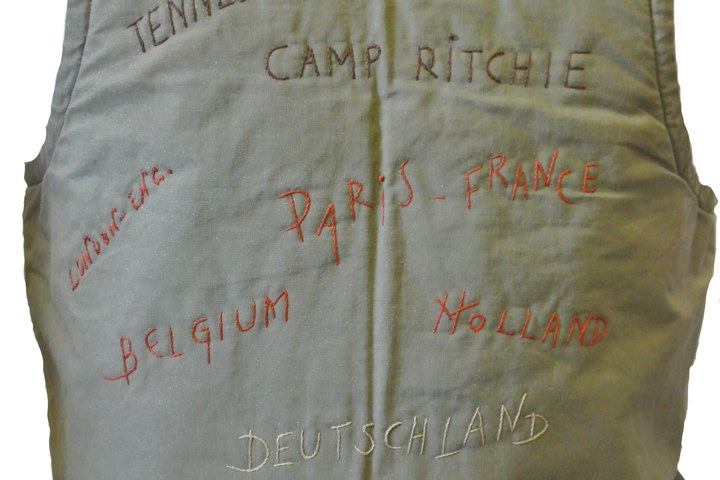 CAMP RITCHIE
LONDON-ENG.
PARIS - FRANCE
BELGIUM
HOLLAND
DEUTSCHLAND